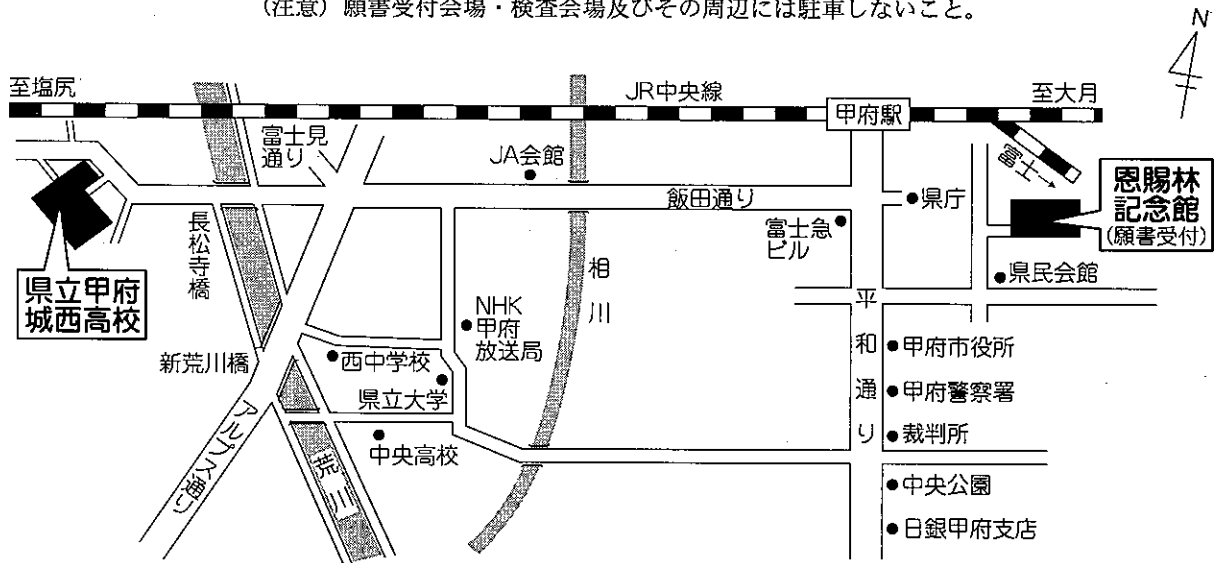 (注意) 願書受付会場・検査会場及びその周辺には駐車しないこと。
N
至塩尻
JR中央線
甲府駅
至大月
富士見
通り
JA会館
富士→
恩賜林
記念館
(願書受付)
飯田通り
県庁
長松寺橋
富士急
ビル
相川
県民会館
県立甲府
城西高校
NHK
甲府
放送局
平和通り
新荒川橋
西中学校
甲府市役所
県立大学
甲府警察署
アルプス通り
中央高校
裁判所
荒川
中央公園
日銀甲府支店